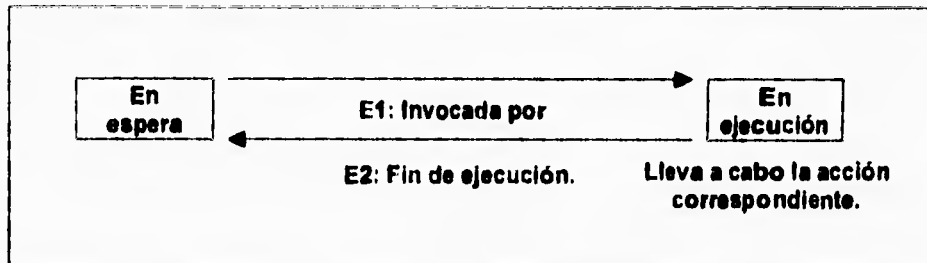 En
espera
E1: Invocada por
En
ejecución
E2: Fin de ejecución.
Lleva a cabo la acción
correspondiente.